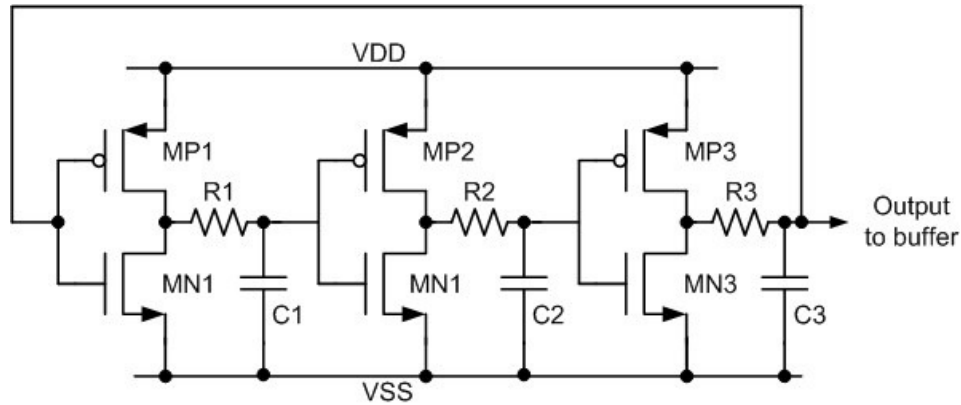 VDD
MP1
MP2
MP3
R1
R2
R3
Output
to buffer
MN1
MN1
MN3
C1
C2
C3
VSS